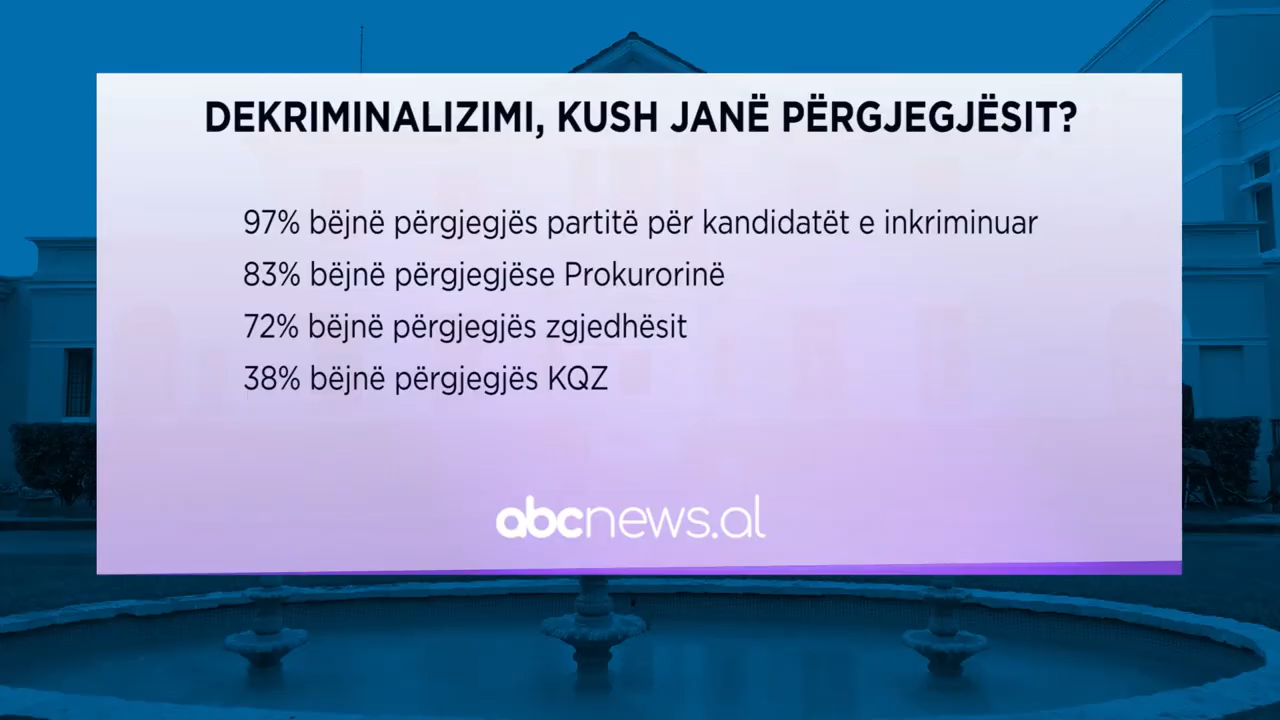 DEKRIMINALIZIMI, KUSH JANË PËRGJEGJËSIT?
97% bëjnë përgjegjës partitë për kandidatët e inkriminuar
83% bëjnë përgjegjëse Prokurorinë
72% bëjnë përgjegjës zgjedhësit
38% bëjnë përgjegjës KQZ
abcnews.al